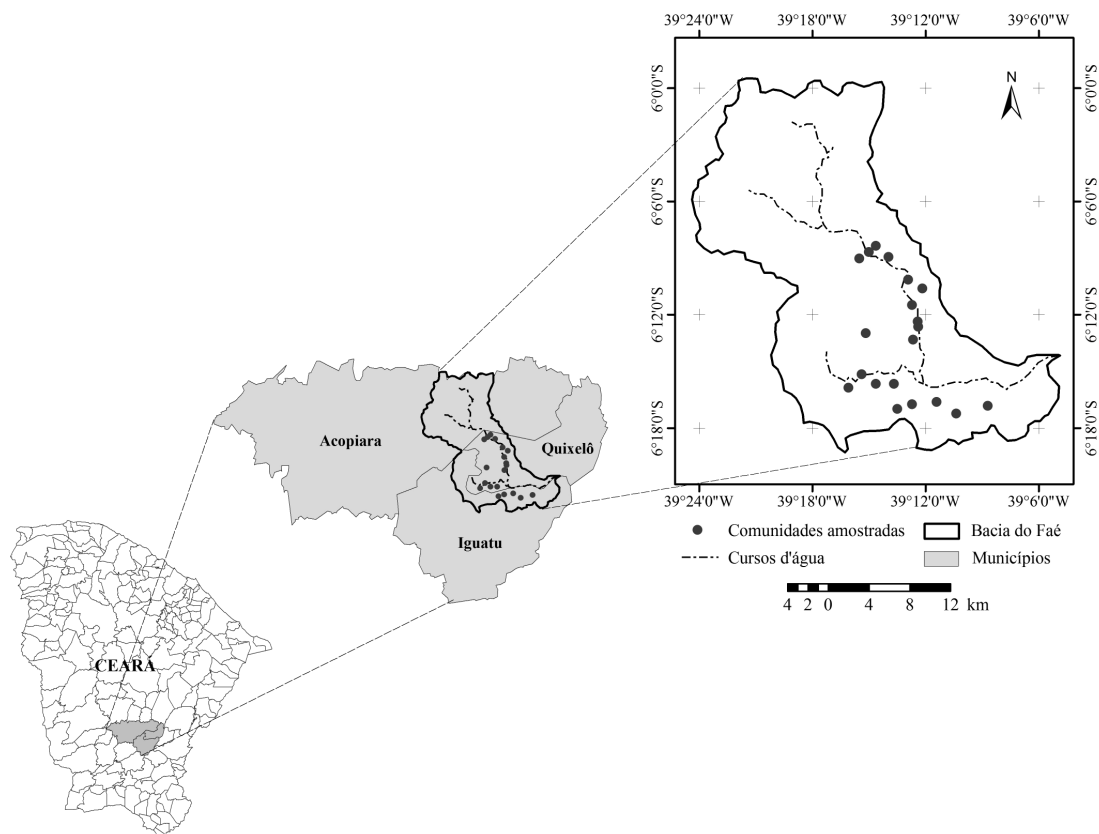 39°24'0"W 39°18'0"W 39°12'0"W 39°6'0"W
N
6°0'0"S 6°0'0"S
6°6'0"S 6°6'0"S
6°12'0"S 6°12'0"S
6°18'0"S 6°18'0"S
39°24'0"W 39°18'0"W 39°12'0"W 39°6'0"W
Acopiara
Quixelô
Iguatu
Comunidades amostradas Bacia do Faé
Cursos d'água Municípios
4 2 0 4 8 12 km
CEARÁ